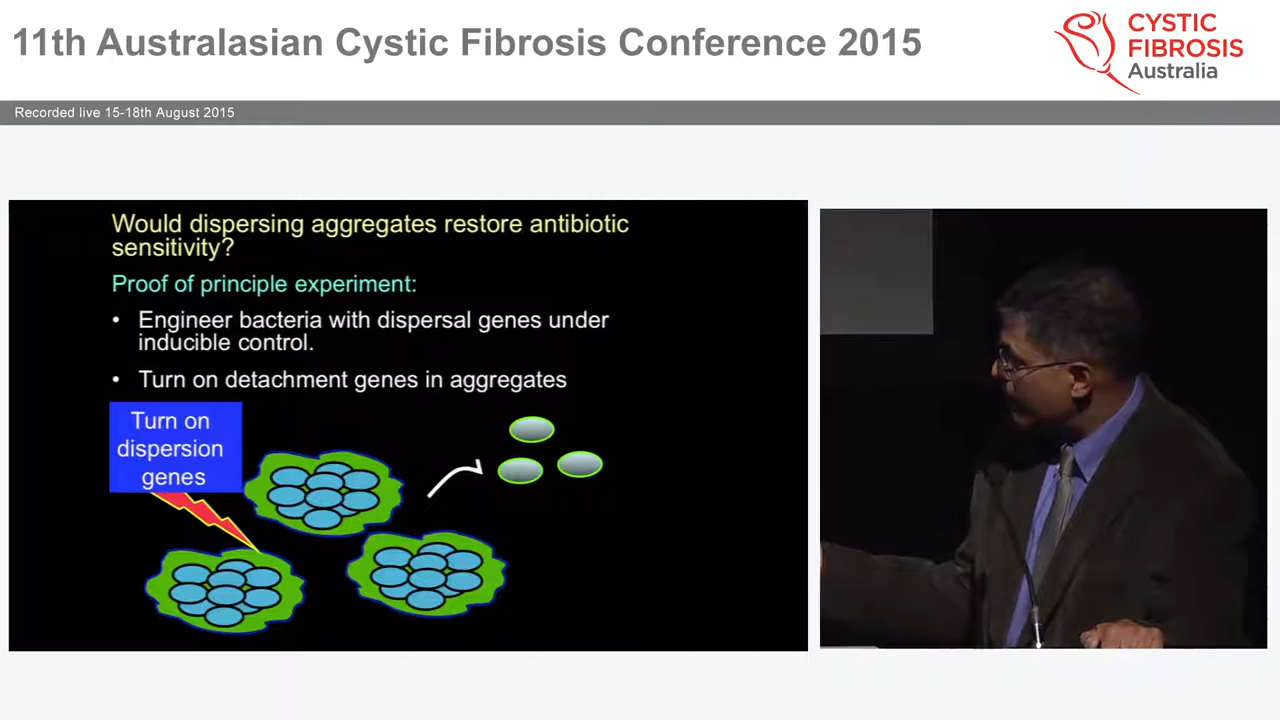 11th Australasian Cystic Fibrosis Conference 2015
CYSTIC
FIBROSIS
Australia
Recorded live 15-18th August 2015
Would dispersing aggregates restore antibiotic
sensitivity?
Proof of principle experiment:
• Engineer bacteria with dispersal genes under
inducible control.
• Turn on detachment genes in aggregates
Turn on
dispersion
genes